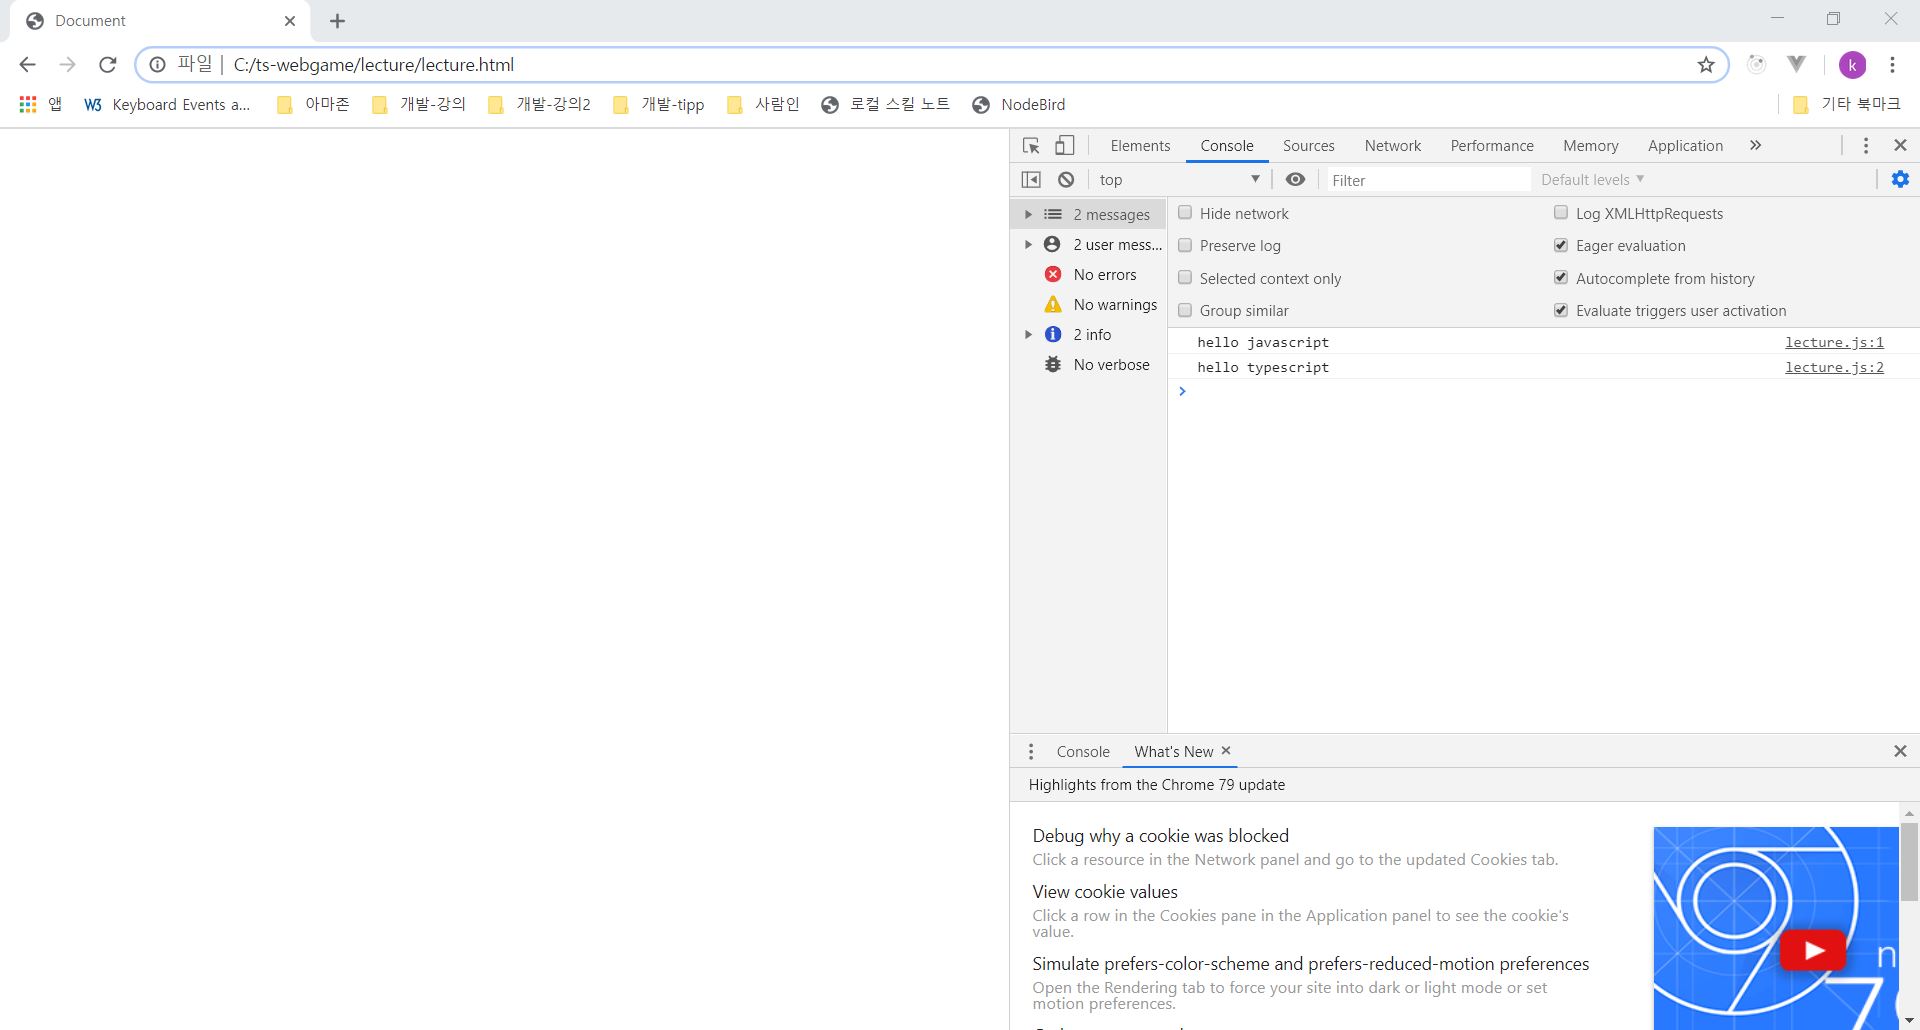 Document
파일 | C:/ts-webgame/lecture/lecture.html
k
앱 W3 Keyboard Events a... 아마존 개발-강의 개발-강의2 개발-tipp 사람인 로컬 스킬 노트 NodeBird 기타 북마크
Elements Console Sources Network Performance Memory Application
top Filter Default levels
2 messages
2 user mess...
No errors
No warnings
2 info
No verbose
Hide network Log XMLHttpRequests
Preserve log Eager evaluation
Selected context only Autocomplete from history
Group similar Evaluate triggers user activation
hello javascript lecture.js:1
hello typescript lecture.js:2
Console What's New
Highlights from the Chrome 79 update
Debug why a cookie was blocked
Click a resource in the Network panel and go to the updated Cookies tab.
View cookie values
Click a row in the Cookies pane in the Application panel to see the cookie's
value.
Simulate prefers-color-scheme and prefers-reduced-motion preferences
Open the Rendering tab to force your site into dark or light mode or set
motion preferences.
n